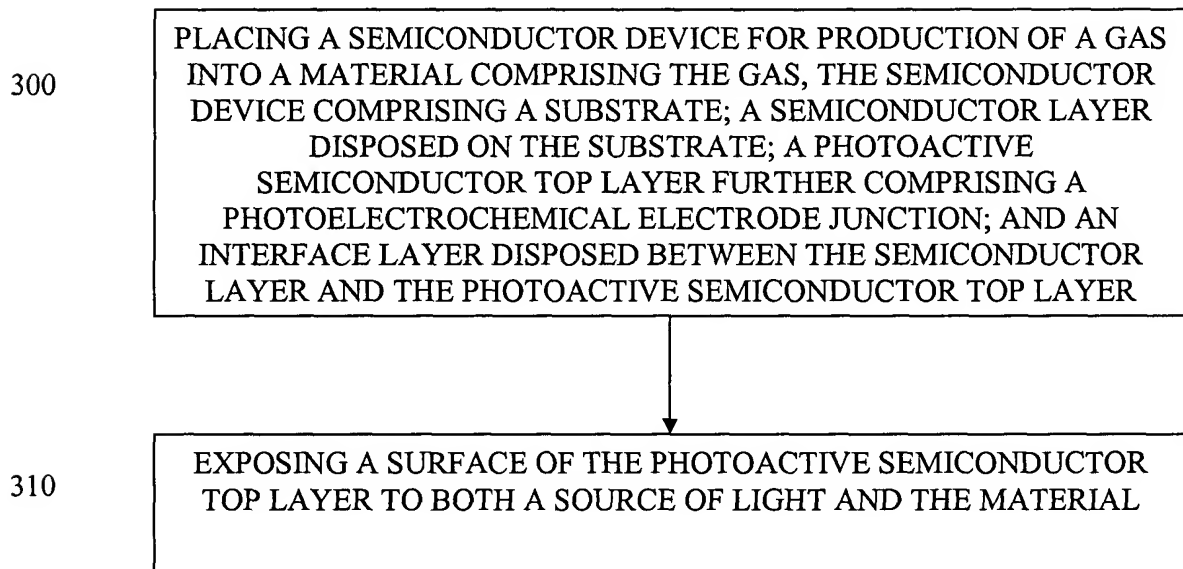 300
PLACING A SEMICONDUCTOR DEVICE FOR PRODUCTION OF A GAS
INTO A MATERIAL COMPRISING THE GAS, THE SEMICONDUCTOR
DEVICE COMPRISING A SUBSTRATE; A SEMICONDUCTOR LAYER
DISPOSED ON THE SUBSTRATE; A PHOTOACTIVE
SEMICONDUCTOR TOP LAYER FURTHER COMPRISING A
PHOTOELECTROCHEMICAL ELECTRODE JUNCTION; AND AN
INTERFACE LAYER DISPOSED BETWEEN THE SEMICONDUCTOR
LAYER AND THE PHOTOACTIVE SEMICONDUCTOR TOP LAYER
310
EXPOSING A SURFACE OF THE PHOTOACTIVE SEMICONDUCTOR
TOP LAYER TO BOTH A SOURCE OF LIGHT AND THE MATERIAL